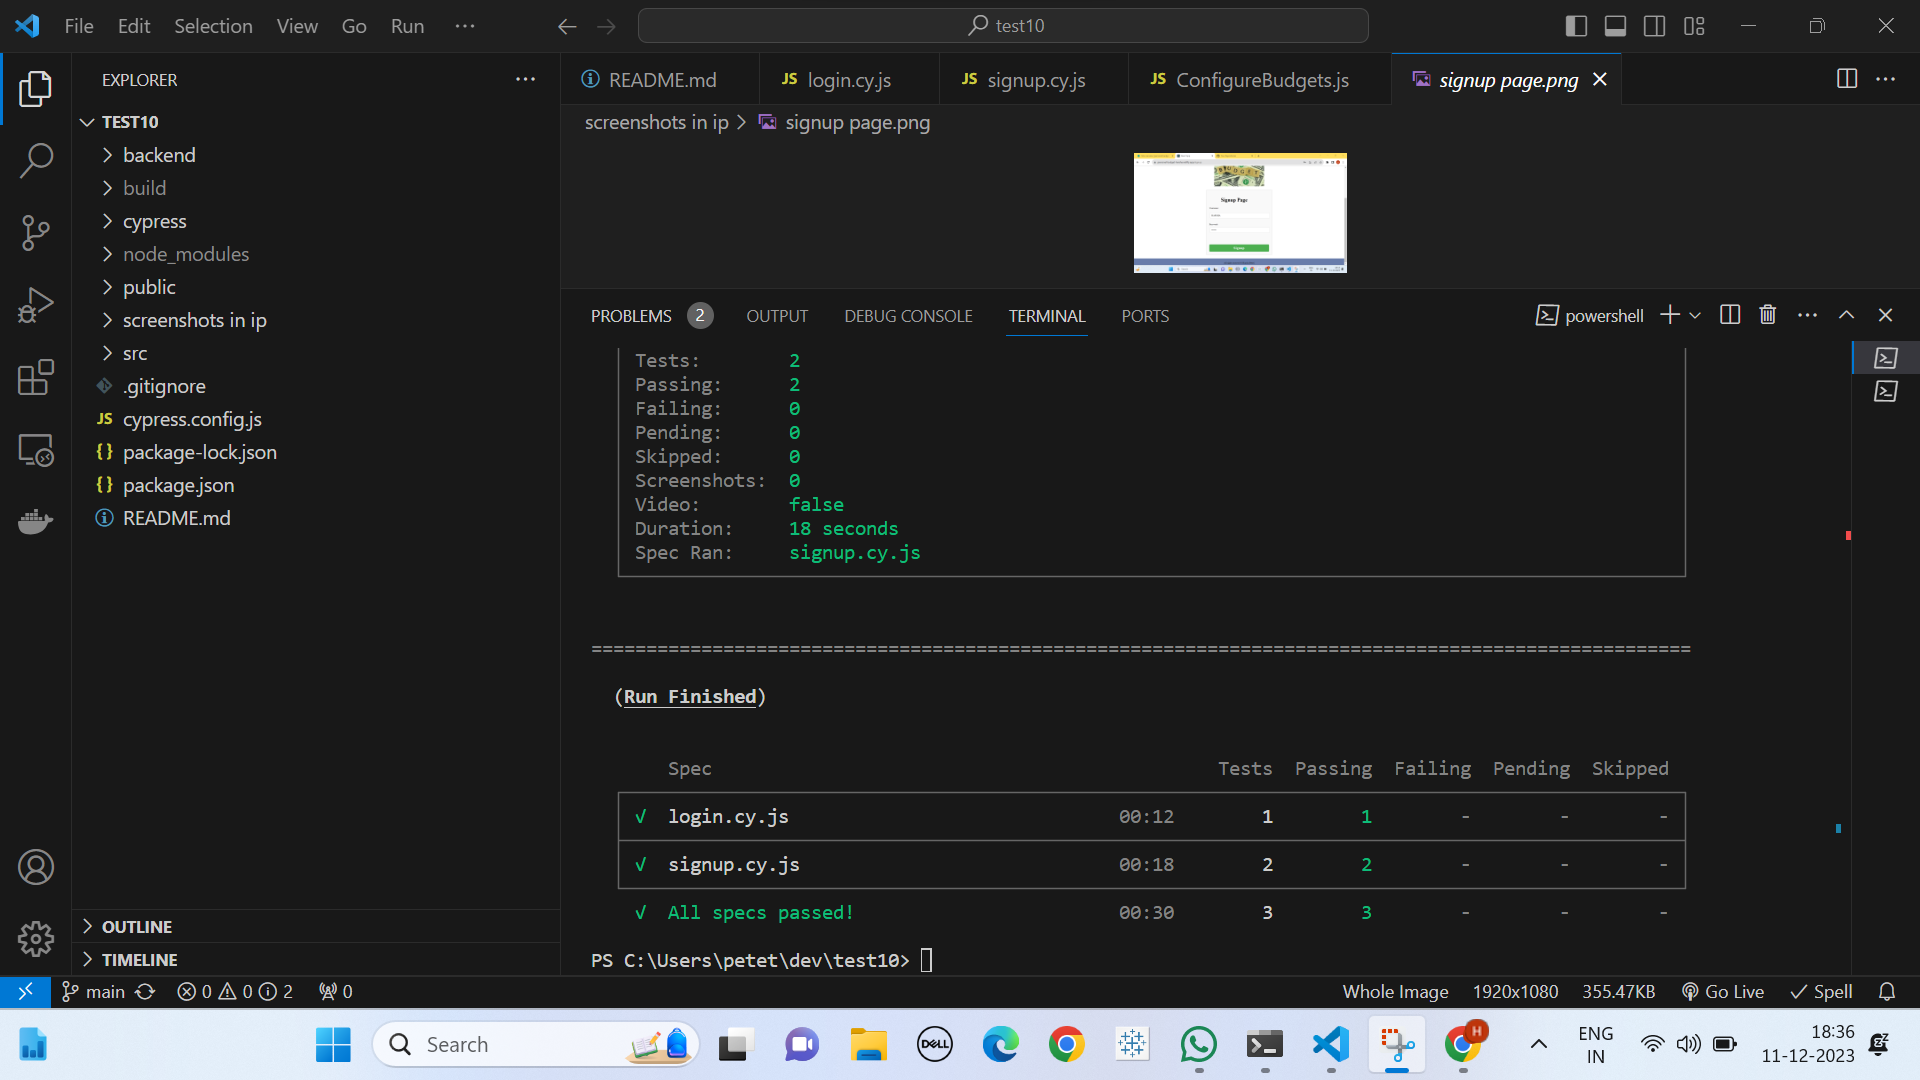 File Edit Selection View Go Run ··· test10
EXPLORER ···
TEST10
backend
build
cypress
node_modules
public
screenshots in ip
src
.gitignore
JS cypress.config.js
{} package-lock.json
{} package.json
README.md
OUTLINE
TIMELINE
README.md JS login.cy.js JS signup.cy.js JS ConfigureBudgets.js signup page.png
screenshots in ip > signup page.png
BUDGET
Signup Page
PROBLEMS 2 OUTPUT DEBUG CONSOLE TERMINAL PORTS powershell
Tests: 2
Passing: 2
Failing: 0
Pending: 0
Skipped: 0
Screenshots: 0
Video: false
Duration: 18 seconds
Spec Ran: signup.cy.js
====================================================================================================
(Run Finished)
Spec Tests Passing Failing Pending Skipped
√ login.cy.js 00:12 1 1 - - -
√ signup.cy.js 00:18 2 2 - - -
√ All specs passed! 00:30 3 3 - - -
PS C:\Users\petet\dev\test10>
main 0 0 2 0 Whole Image 1920x1080 355.47KB Go Live Spell
Search DELL H ENG IN 18:36 11-12-2023